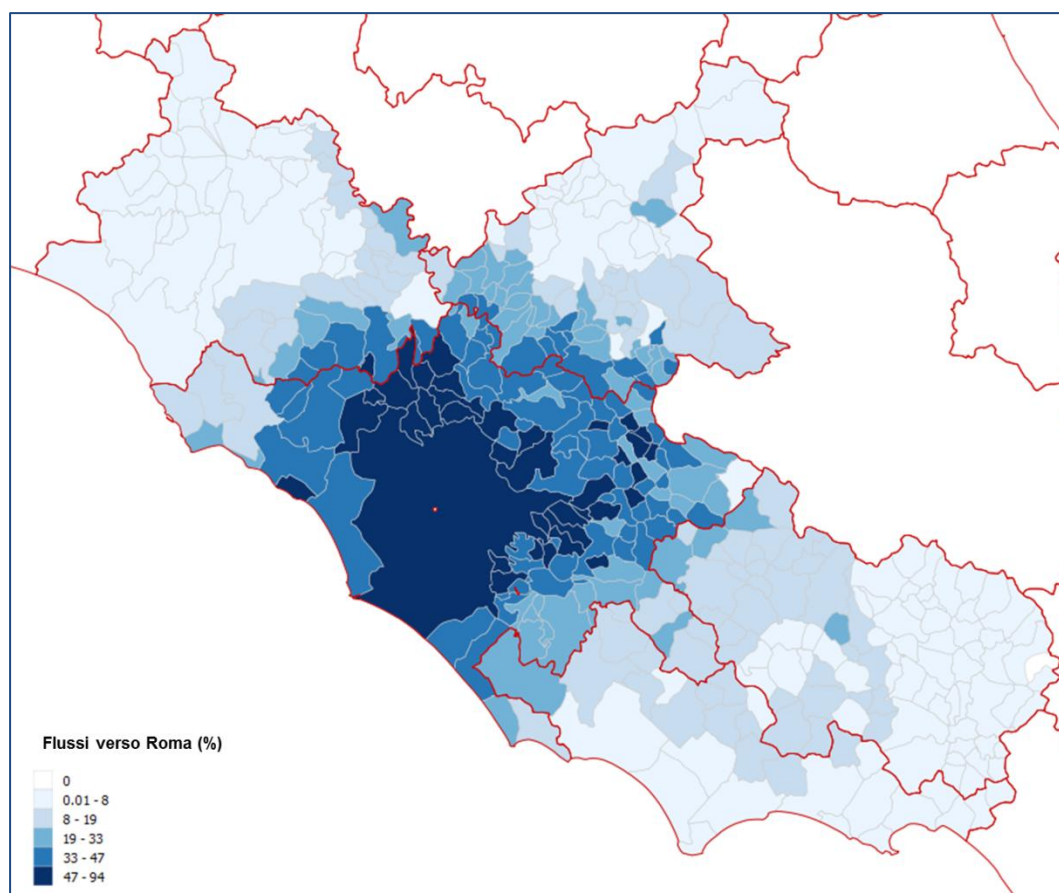 Flussi verso Roma (%)
0
0.01 - 8
8 - 19
19 - 33
33 - 47
47 - 94